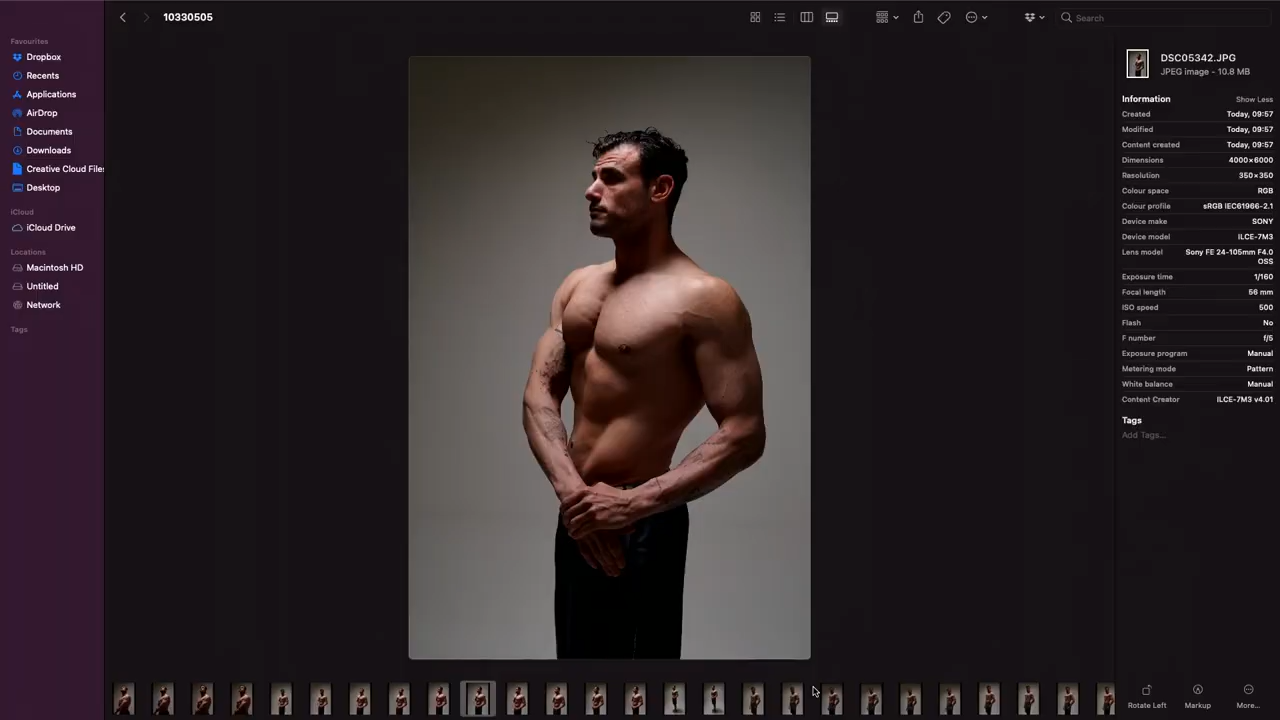 10330505
Search
Favourites
Dropbox
Recents
Applications
AirDrop
Documents
Downloads
Creative Cloud Files
Desktop
iCloud
iCloud Drive
Locations
Macintosh HD
Untitled
Network
Tags
DSC05342.JPG
JPEG image - 10.8 MB
Information Show Less
Created Today, 09:57
Modified Today, 09:57
Content created Today, 09:57
Dimensions 4000×6000
Resolution 350×350
Colour space RGB
Colour profile sRGB IEC61966-2.1
Device make SONY
Device model ILCE-7M3
Lens model Sony FE 24-105mm F4.0
OSS
Exposure time 1/160
Focal length 56 mm
ISO speed 500
Flash No
F number f/5
Exposure program Manual
Metering mode Pattern
White balance Manual
Content Creator ILCE-7M3 v4.01
Tags
Add Tags...
Rotate Left Markup More...